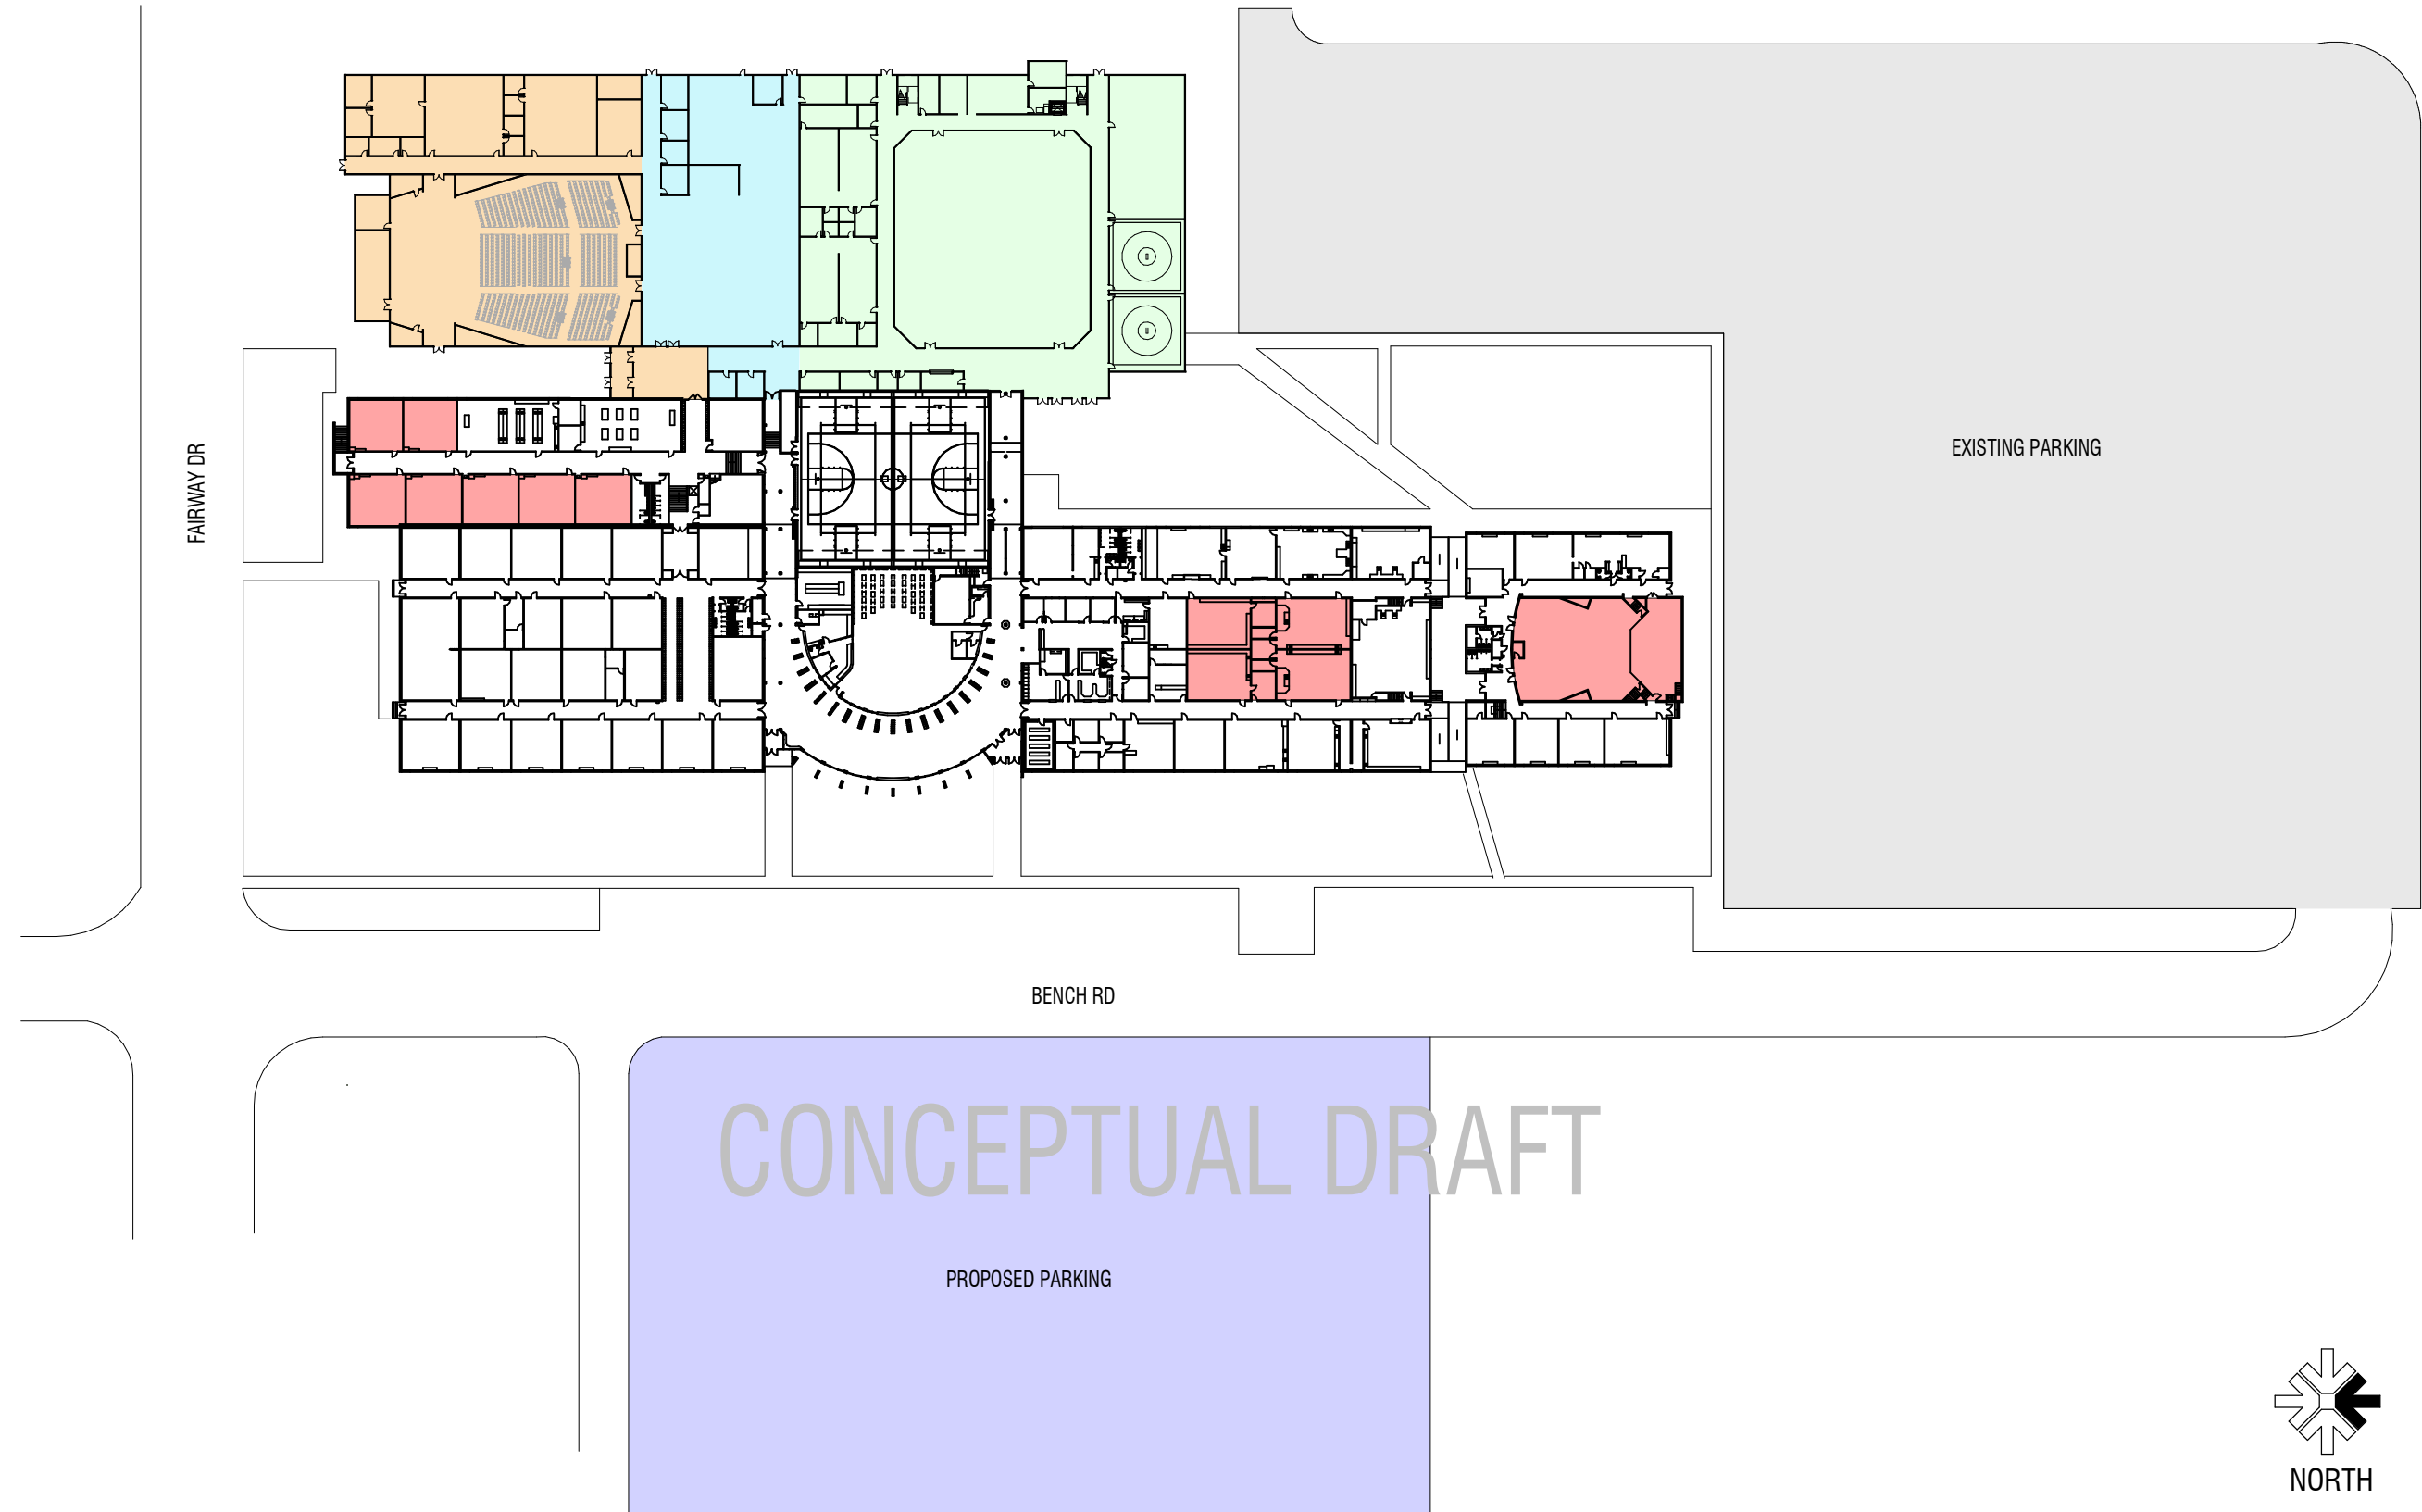 EXISTING PARKING
FAIRWAY DR
BENCH RD
CONCEPTUAL DRAFT
PROPOSED PARKING
NORTH